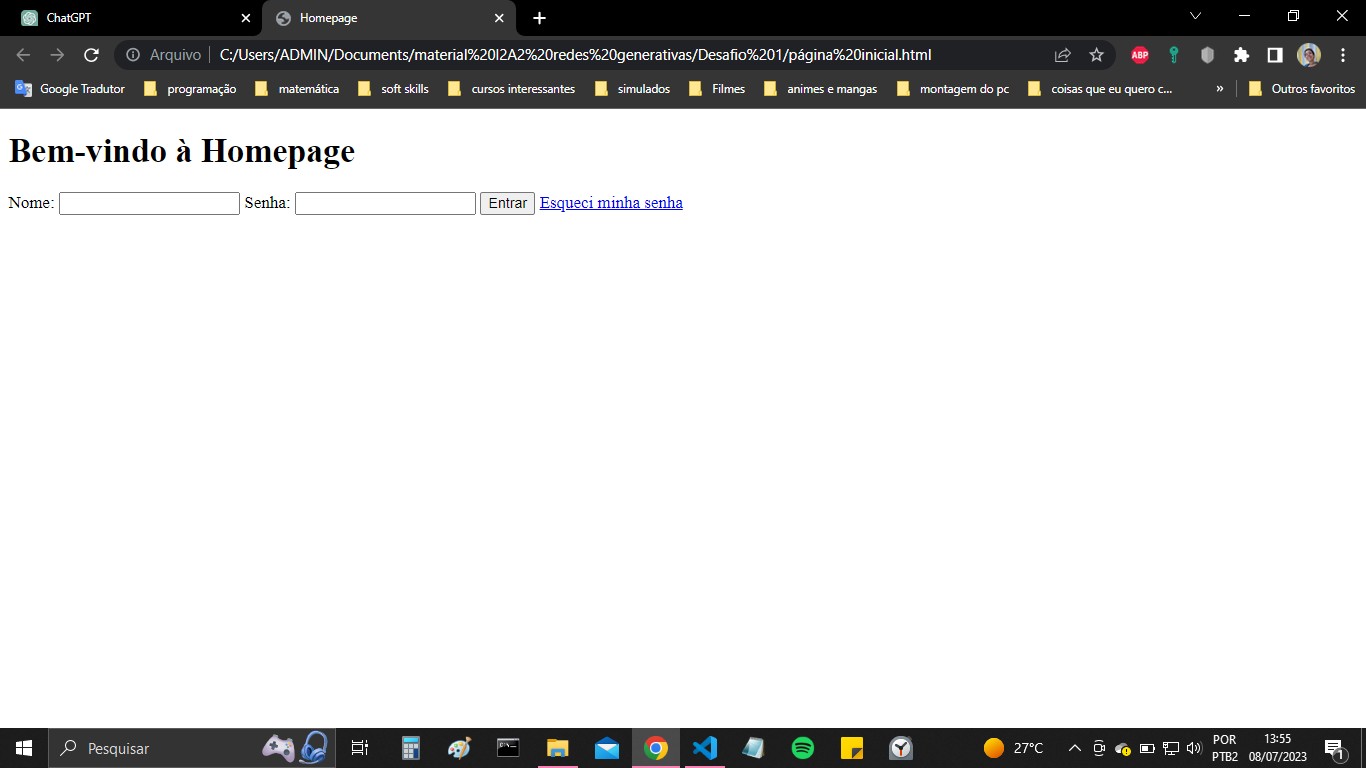 ChatGPT
Homepage
Arquivo
C:/Users/ADMIN/Documents/material%20I2A2%20redes%20generativas/Desafio%201/página%20inicial.html
ABP
Google Tradutor
programação
matemática
soft skills
cursos interessantes
simulados
Filmes
animes e mangas
montagem do pc
coisas que eu quero c...
»
Outros favoritos
Bem-vindo à Homepage
Nome: Senha: Entrar Esqueci minha senha
Pesquisar
27°C
POR
PTB2
13:55
08/07/2023
1